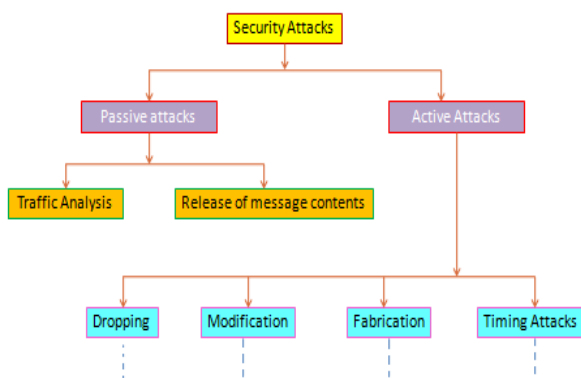 Security Attacks
Passive attacks
Active Attacks
Traffic Analysis
Release of message contents
Dropping
Modification
Fabrication
Timing Attacks